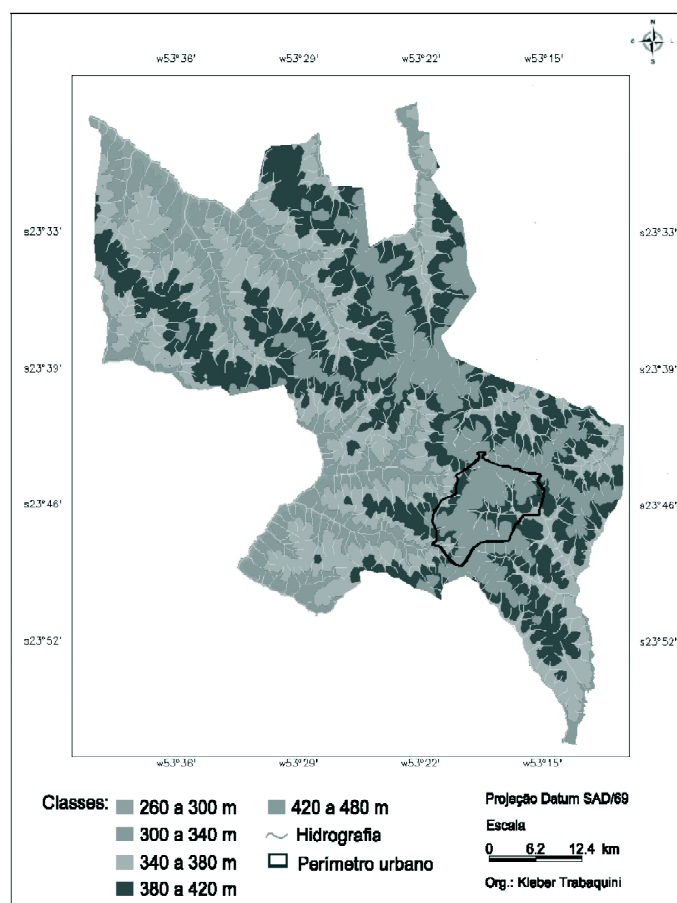 N
O L
S
w53°36' w53°29' w53°22' w53°15'
s23°33' s23°33'
s23°39' s23°39'
s23°46' s23°46'
s23°52' s23°52'
w53°36' w53°29' w53°22' w53°15'
Classes:
260 a 300 m
300 a 340 m
340 a 380 m
380 a 420 m
420 a 480 m
Hidrografia
Perímetro urbano
Projeção Datum SAD/69
Escala
0 6.2 12.4 km
Org.: Kleber Trabaquini